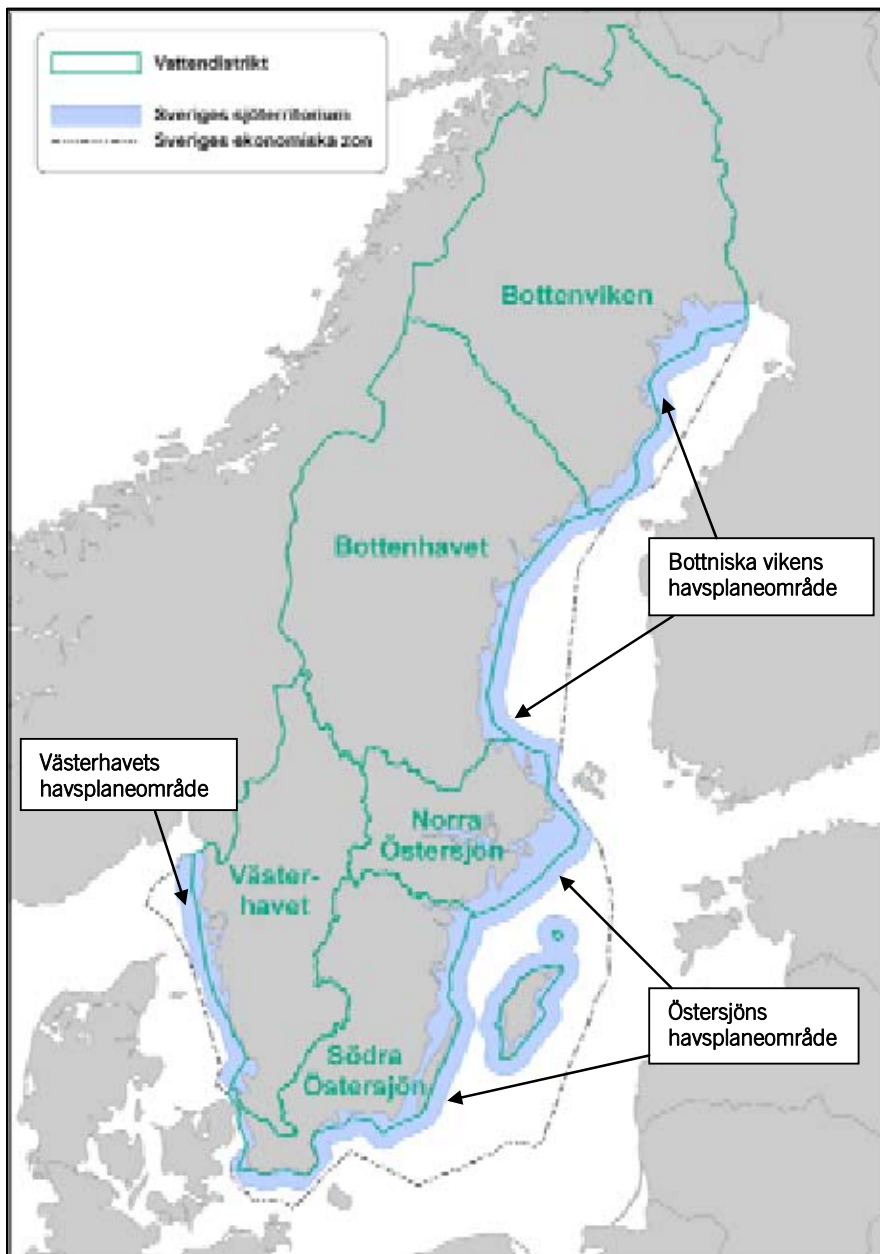 Vattendistrikt
Sveriges sjöterritorium
Sveriges ekonomiska zon
Bottenviken
Bottenhavet
Bottniska vikens
havsplaneområde
Västerhavets
havsplaneområde
Norra
Östersjön
Väster-
havet
Östersjöns
havsplaneområde
Södra
Östersjön